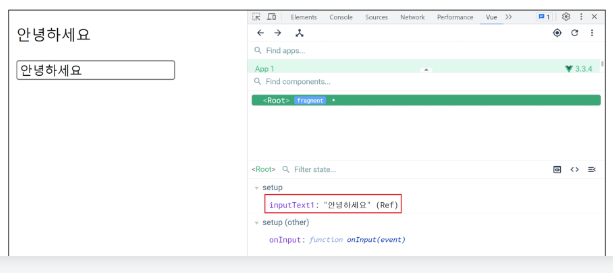 안녕하세요
안녕하세요
Elements Console Sources Network Performance Vue >> 1
Find apps...
App 1 3.3.4
Find components...
<Root> fragment
<Root> Filter state...
setup
inputText1: "안녕하세요" (Ref)
setup (other)
onInput: function onInput(event)